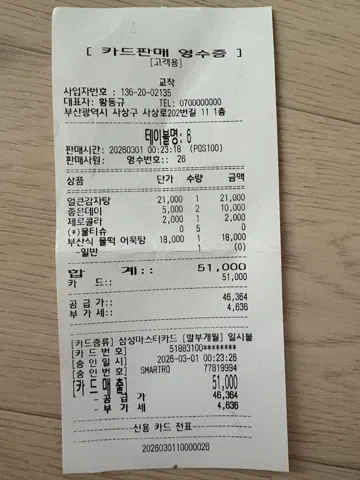 [ 카드판매 영수증 ]
[고객용]
교작
사업자번호 : 136-20-02135
대표자: 황동규 TEL: 0700000000
부산광역시 사상구 사상로202번길 11 1층
테이블명: 6
판매시간: 20260301 00:23:18 (POS100)
판매사원: 영수번호:: 26
상품 단가 수량 금액
얼큰감자탕 21,000 1 21,000
좋은데이 5,000 2 10,000
제로콜라 2,000 1 2,000
(*)물티슈 0 5 0
부산식 물떡 어묵탕 18,000 1 18,000
-일반 1 (0)
합 계:: 51,000
카 드:: 51,000
공 급 가:: 46,364
부 가 세:: 4,636
[카드종류] 삼성마스터카드 [할부개월] 일시불
[카 드 번 호] 51883100********
[승 인 일 시] 2026-03-01 00:23:26
[승 인 번 호] SMARTRO 77819994
[카 드 매 출] 51,000
- 공 급 가 46,364
- 부 가 세 4,636
신용 카드 전표
2026030110000026